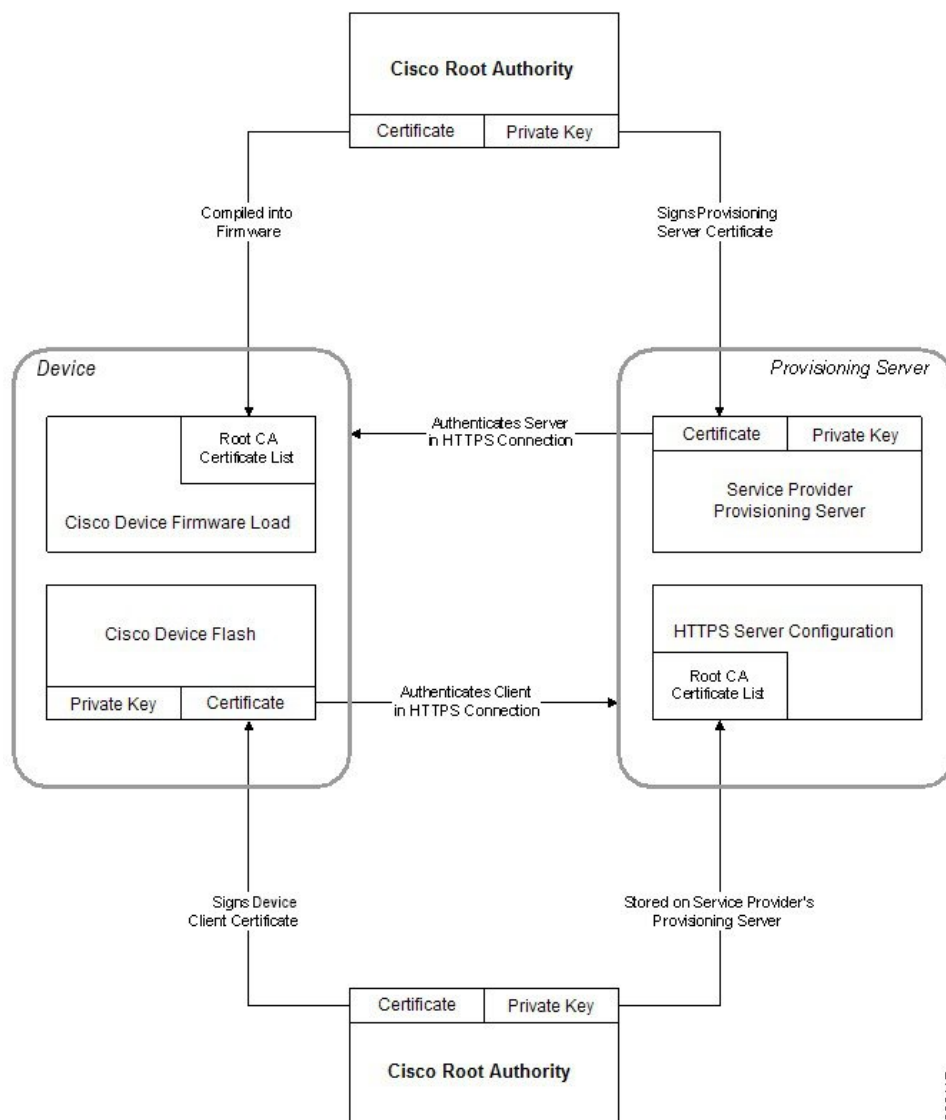 Cisco Root Authority
Certificate
Private Key
Compiled into
Firmware
Signs Provisioning
Server Certificate
Device
Provisioning Server
Root CA
Certificate List
Cisco Device Firmware Load
Authenticates Server
in HTTPS Connection
Certificate
Private Key
Service Provider
Provisioning Server
Cisco Device Flash
Private Key
Certificate
Authenticates Client
in HTTPS Connection
HTTPS Server Configuration
Root CA
Certificate List
Signs Device
Client Certificate
Stored on Service Provider's
Provisioning Server
Certificate
Private Key
Cisco Root Authority